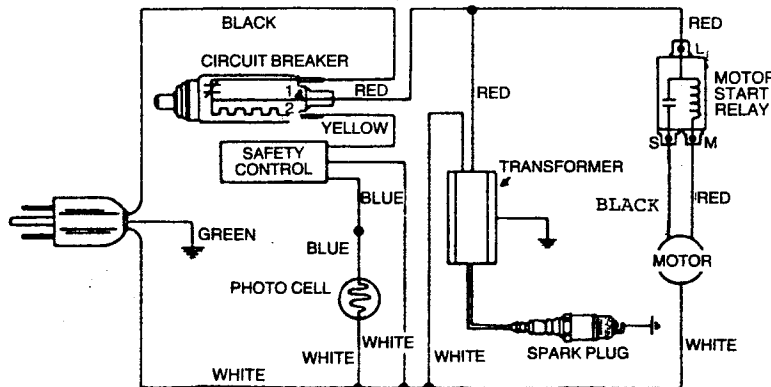 BLACK
RED
CIRCUIT BREAKER
L
MOTOR
START
RELAY
1
2
RED
RED
YELLOW
S
M
SAFETY
CONTROL
TRANSFORMER
BLUE
BLACK
RED
GREEN
BLUE
MOTOR
PHOTO CELL
WHITE
WHITE
WHITE
WHITE
SPARK PLUG
WHITE